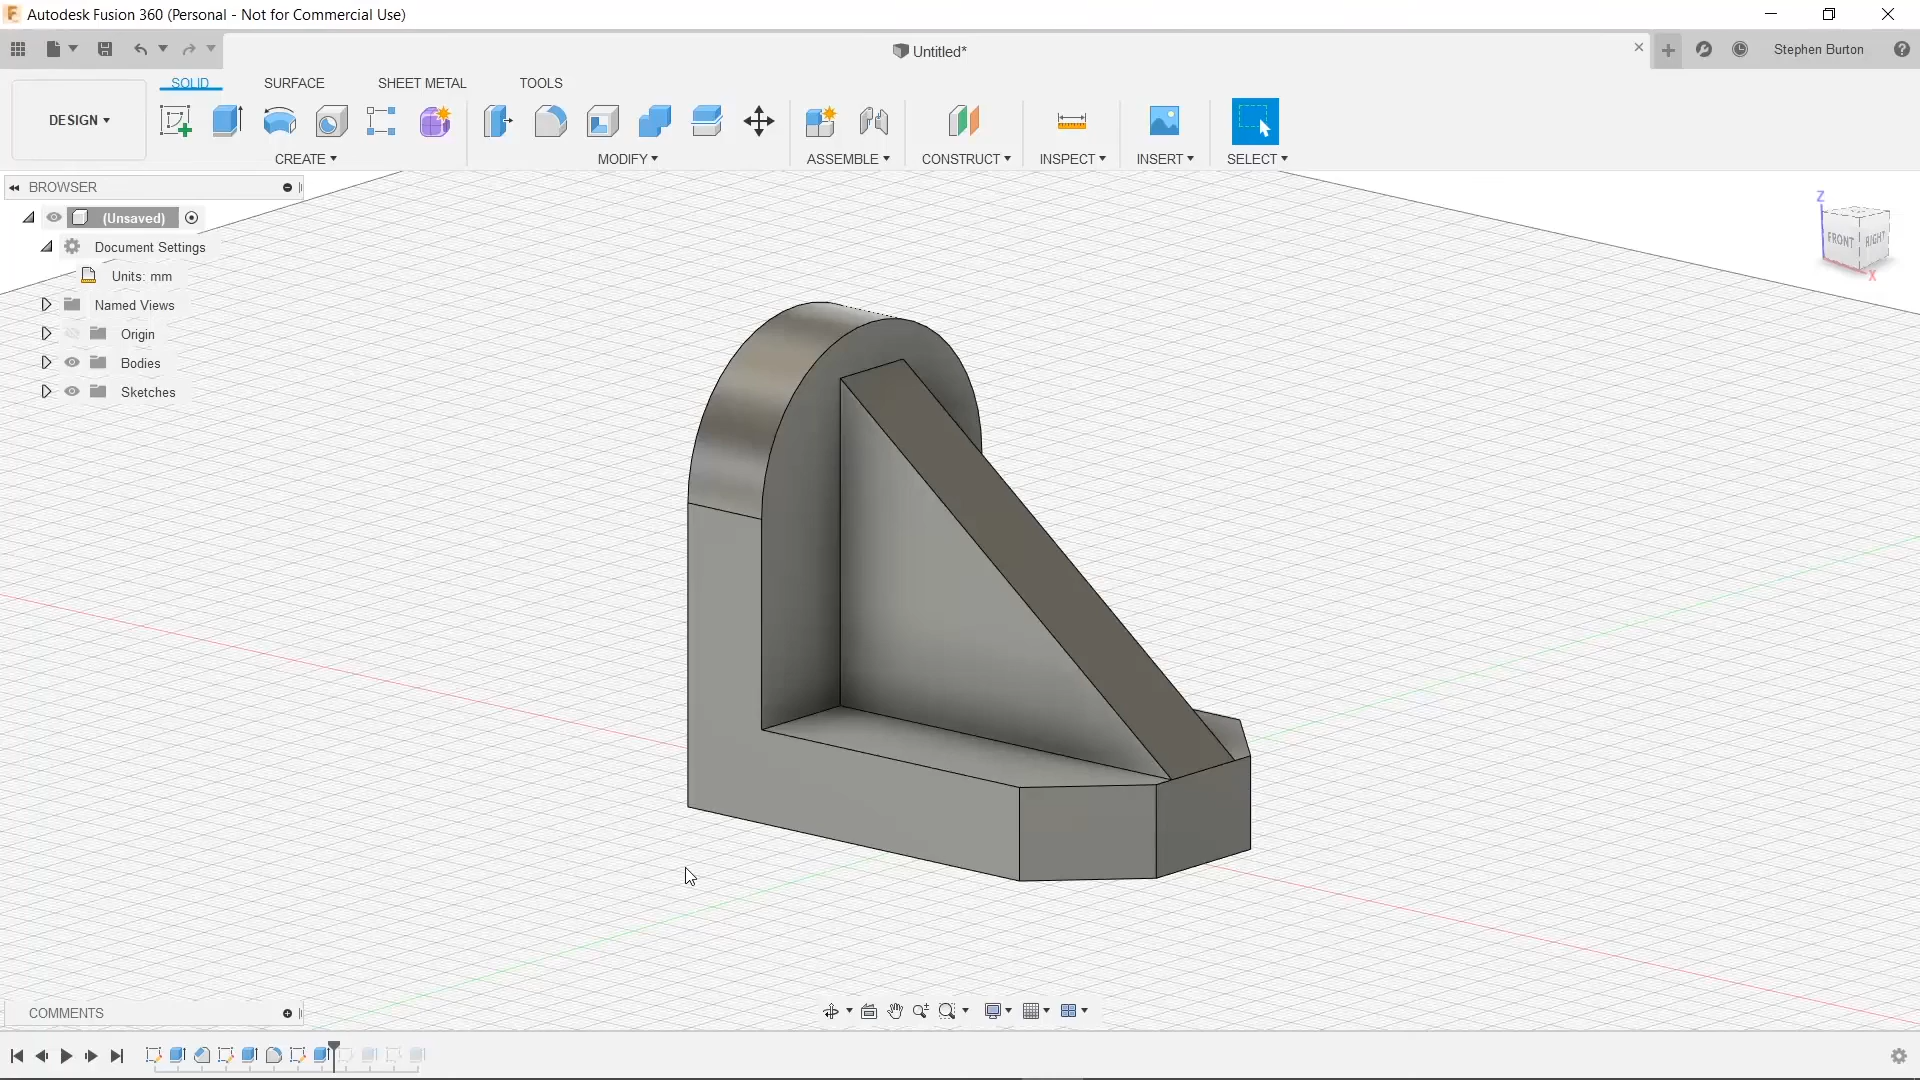 Autodesk Fusion 360 (Personal - Not for Commercial Use)
Untitled*
Stephen Burton
SOLID
SURFACE
SHEET METAL
TOOLS
DESIGN
CREATE
MODIFY
ASSEMBLE
CONSTRUCT
INSPECT
INSERT
SELECT
BROWSER
(Unsaved)
Document Settings
Units: mm
Named Views
Origin
Bodies
Sketches
Z
FRONT
RIGHT
X
COMMENTS